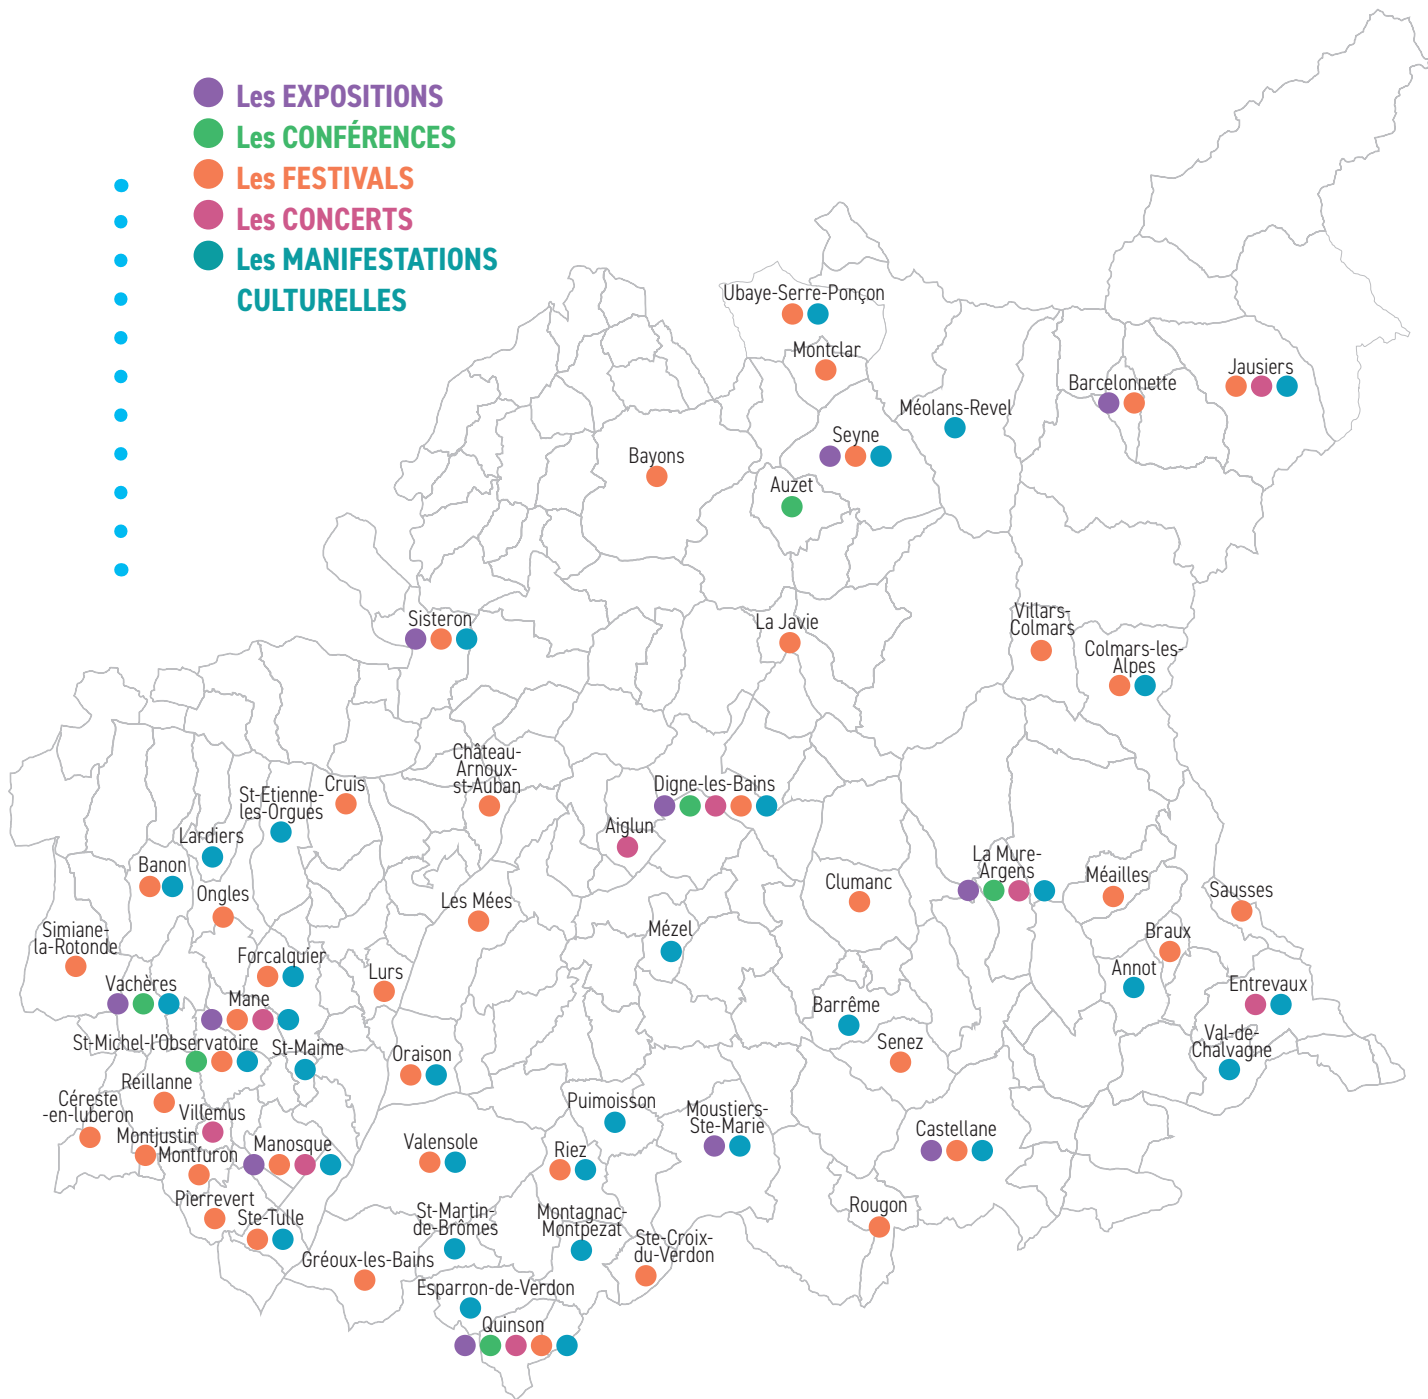 Les EXPOSITIONS
Les CONFÉRENCES
Les FESTIVALS
Les CONCERTS
Les MANIFESTATIONS
CULTURELLES
Ubaye-Serre-Ponçon
Montclar
Jausiers
Barcelonnette
Méolans-Revel
Seyne
Bayons
Auzet
Sisteron
La Javie
Villars-
Colmars
Colmars-les-
Alpes
Château-
Arnoux-
st-Auban
Digne-les-Bains
Cruis
St-Etienne-
les-Orgues
Lardiers
Aiglun
Banon
La Mure-
Argens
Méailles
Clumanc
Sausses
Ongles
Les Mées
Mézel
Braux
Simiane-
la-Rotonde
Forcalquier
Lurs
Annot
Entrevaux
Vachères
Mane
Barrême
St-Michel-l'Observatoire
St-Maime
Oraison
Senez
Val-de-
Chalvagne
Reillanne
Céreste
-en-luberon
Villemus
Puimoisson
Moustiers-
Ste-Marie
Castellane
Montjustin
Manosque
Valensole
Riez
Montfuron
Pierrevert
Ste-Tulle
St-Martin-
de-Brômes
Montagnac-
Montpezat
Rougon
Ste-Croix-
du-Verdon
Gréoux-les-Bains
Esparron-de-Verdon
Quinson